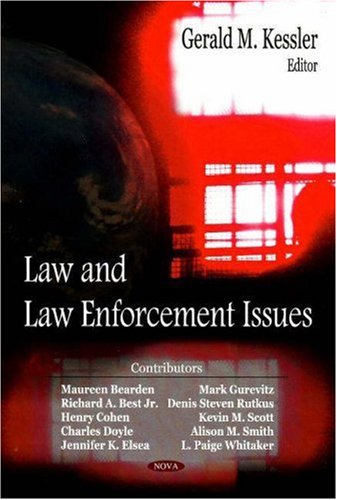 Gerald M. Kessler
Editor
Law and
Law Enforcement Issues
Contributors
Maureen Bearden
Richard A. Best Jr.
Henry Cohen
Charles Doyle
Jennifer K. Elsea
Mark Gurevitz
Denis Steven Rutkus
Kevin M. Scott
Alison M. Smith
L. Paige Whitaker
NOVA